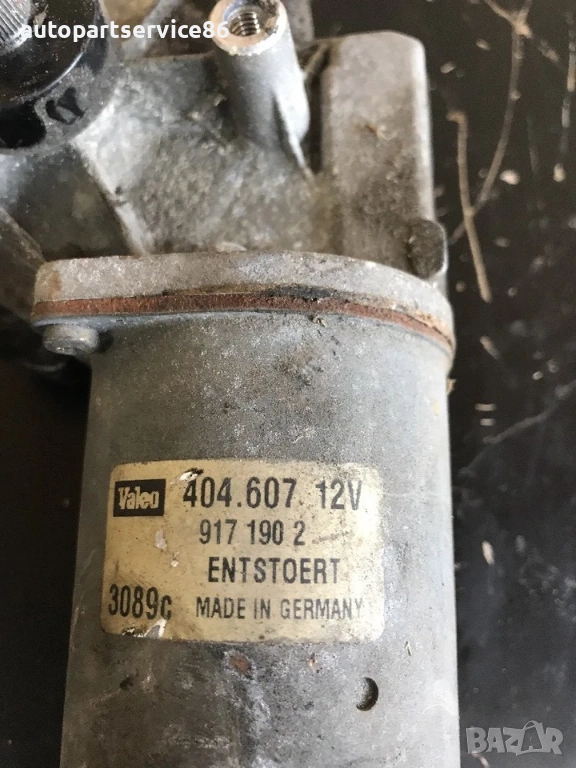 autopartservice86
Valeo 404.607 12V
917 190 2
ENTSTOERT
3089c MADE IN GERMANY
BAZAR